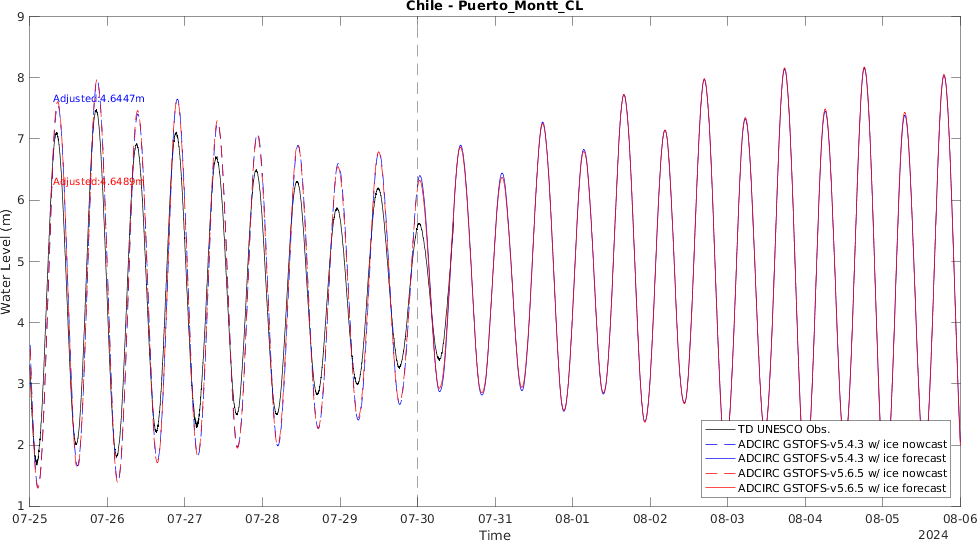 Chile - Puerto_Montt_CL
9
8
7
6
5
4
3
2
1
Water Level (m)
Adjusted:4.6447m
Adjusted:4.6489m
TD UNESCO Obs.
ADCIRC GSTOFS-v5.4.3 w/ ice nowcast
ADCIRC GSTOFS-v5.4.3 w/ ice forecast
ADCIRC GSTOFS-v5.6.5 w/ ice nowcast
ADCIRC GSTOFS-v5.6.5 w/ ice forecast
07-25 07-26 07-27 07-28 07-29 07-30 07-31 08-01 08-02 08-03 08-04 08-05 08-06
Time
2024